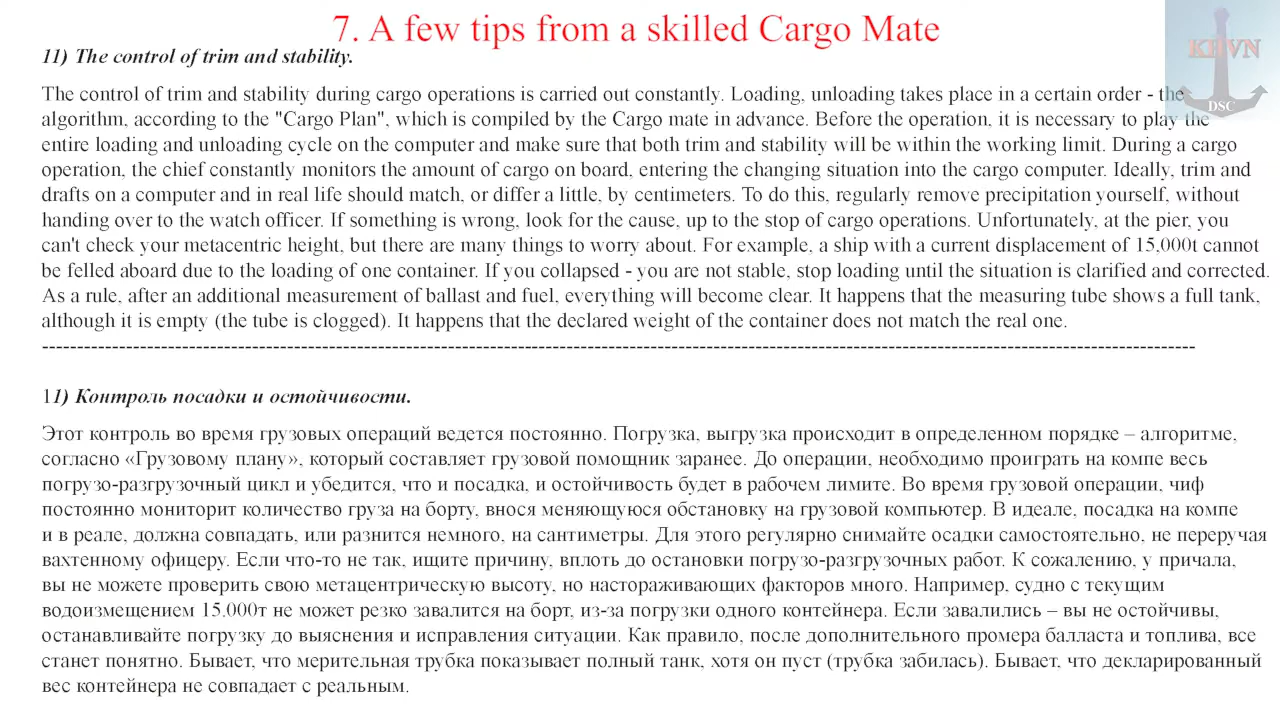 7. A few tips from a skilled Cargo Mate
11) The control of trim and stability.
The control of trim and stability during cargo operations is carried out constantly. Loading, unloading takes place in a certain order - the
algorithm, according to the "Cargo Plan", which is compiled by the Cargo mate in advance. Before the operation, it is necessary to play the
entire loading and unloading cycle on the computer and make sure that both trim and stability will be within the working limit. During a cargo
operation, the chief constantly monitors the amount of cargo on board, entering the changing situation into the cargo computer. Ideally, trim and
drafts on a computer and in real life should match, or differ a little, by centimeters. To do this, regularly remove precipitation yourself, without
handing over to the watch officer. If something is wrong, look for the cause, up to the stop of cargo operations. Unfortunately, at the pier, you
can't check your metacentric height, but there are many things to worry about. For example, a ship with a current displacement of 15,000t cannot
be felled aboard due to the loading of one container. If you collapsed - you are not stable, stop loading until the situation is clarified and corrected.
As a rule, after an additional measurement of ballast and fuel, everything will become clear. It happens that the measuring tube shows a full tank,
although it is empty (the tube is clogged). It happens that the declared weight of the container does not match the real one.
---------------------------------------------------------------------------------------------------------------------------------------------------------------------
11) Контроль посадки и остойчивости.
Этот контроль во время грузовых операций ведется постоянно. Погрузка, выгрузка происходит в определенном порядке – алгоритме,
согласно «Грузовому плану», который составляет грузовой помощник заранее. До операции, необходимо проиграть на компе весь
погрузо-разгрузочный цикл и убедится, что и посадка, и остойчивость будет в рабочем лимите. Во время грузовой операции, чиф
постоянно мониторит количество груза на борту, внося меняющуюся обстановку на грузовой компьютер. В идеале, посадка на компе
и в реале, должна совпадать, или разнится немного, на сантиметры. Для этого регулярно снимайте осадки самостоятельно, не переручая
вахтенному офицеру. Если что-то не так, ищите причину, вплоть до остановки погрузо-разгрузочных работ. К сожалению, у причала,
вы не можете проверить свою метацентрическую высоту, но настораживающих факторов много. Например, судно с текущим
водоизмещением 15.000т не может резко завалится на борт, из-за погрузки одного контейнера. Если завалились – вы не остойчивы,
останавливайте погрузку до выяснения и исправления ситуации. Как правило, после дополнительного промера балласта и топлива, все
станет понятно. Бывает, что мерительная трубка показывает полный танк, хотя он пуст (трубка забилась). Бывает, что декларированный
вес контейнера не совпадает с реальным.
DSC